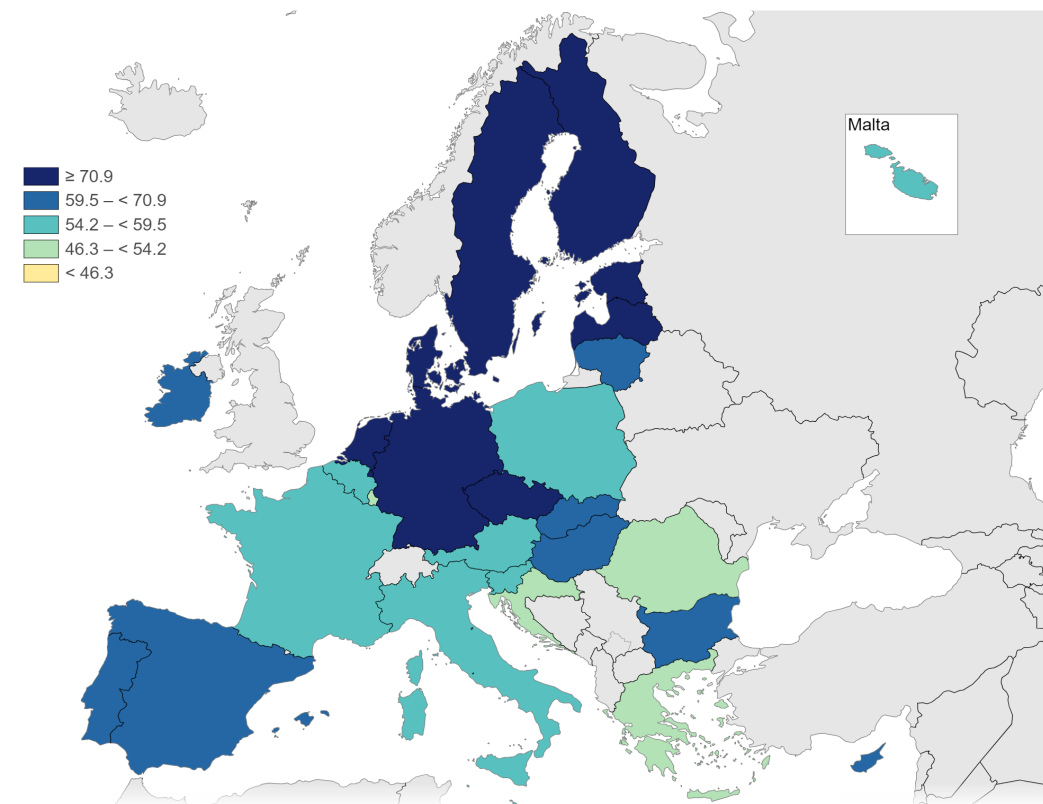 Malta
≥ 70.9
59.5 – < 70.9
54.2 – < 59.5
46.3 – < 54.2
< 46.3